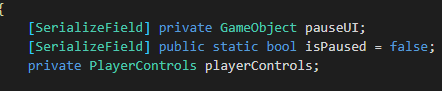 {
[SerializeField] private GameObject pauseUI;
[SerializeField] public static bool isPaused = false;
private PlayerControls playerControls;